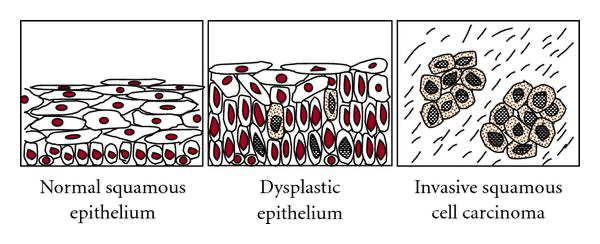 Normal squamous
epithelium
Dysplastic
epithelium
Invasive squamous
cell carcinoma